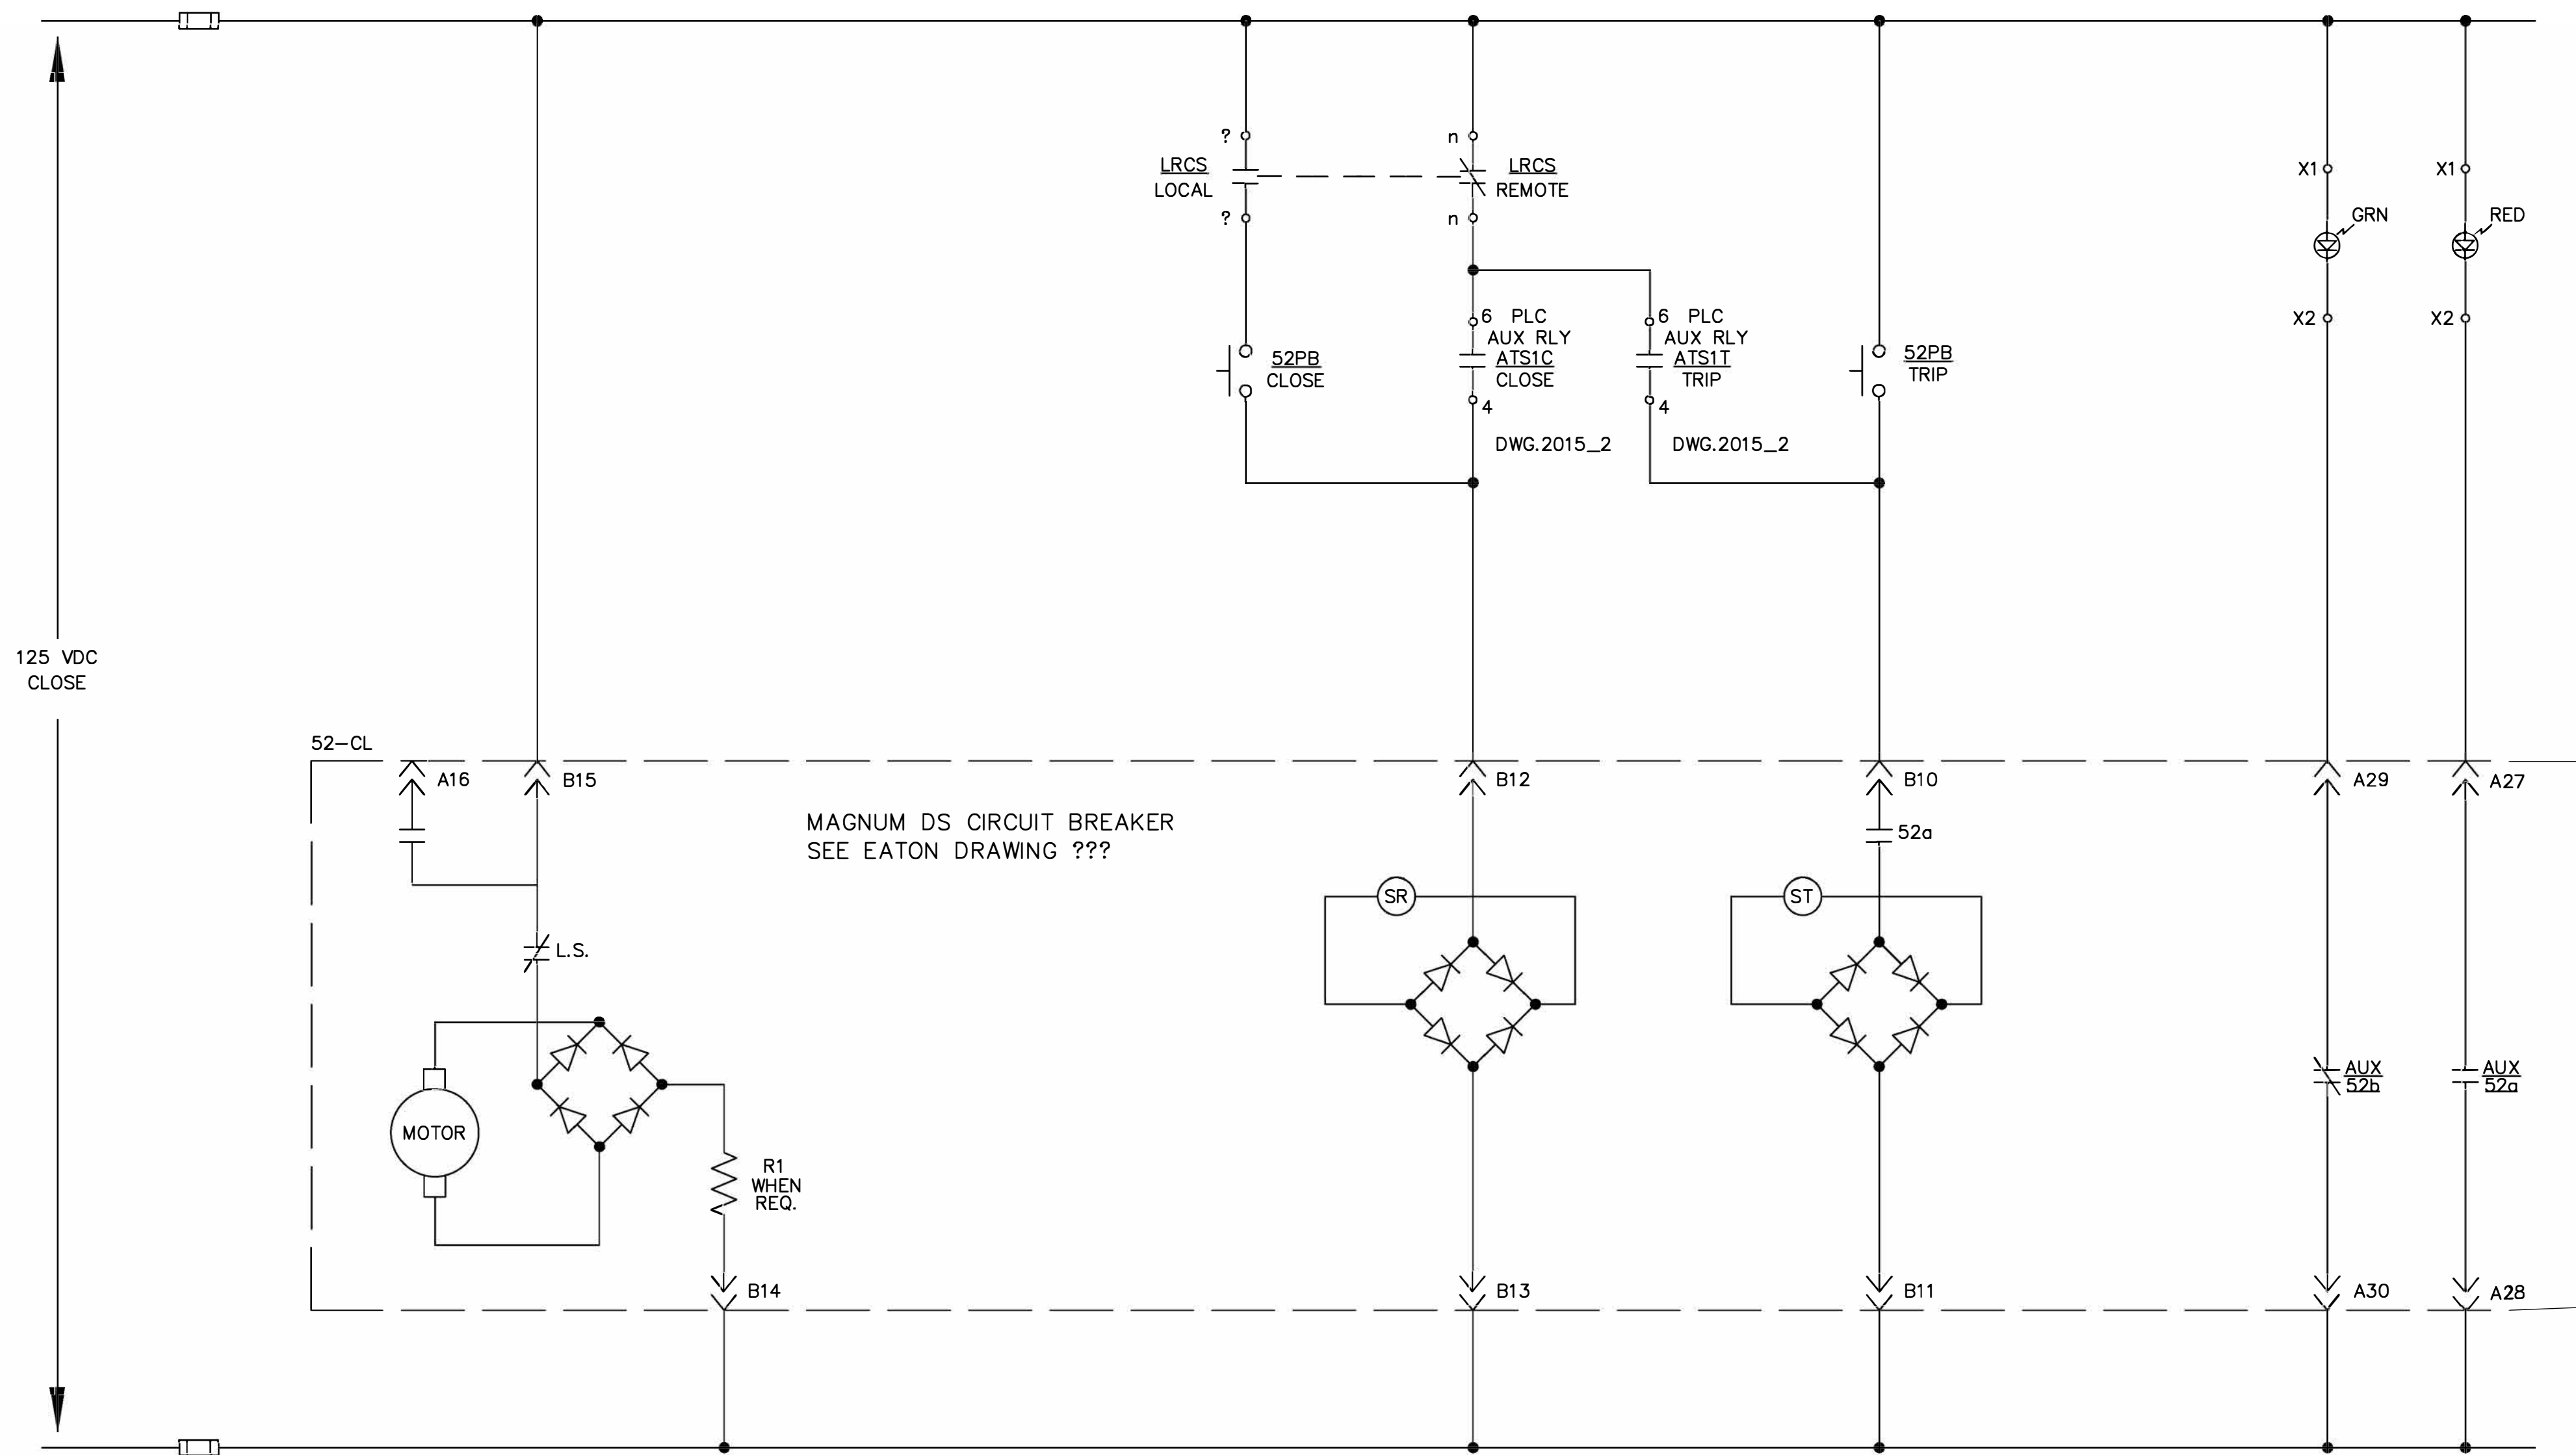 ?
n
LRCS
LOCAL
LRCS
REMOTE
?
n
X1
X1
GRN
RED
X2
X2
6 PLC
AUX RLY
ATS1C
CLOSE
4
6 PLC
AUX RLY
ATS1T
TRIP
4
52PB
CLOSE
52PB
TRIP
DWG.2015_2
DWG.2015_2
125 VDC
CLOSE
52-CL
A16
B15
B12
B10
A29
A27
MAGNUM DS CIRCUIT BREAKER
SEE EATON DRAWING ???
52a
SR
ST
L.S.
MOTOR
AUX
52b
AUX
52a
R1
WHEN
REQ.
B14
B13
B11
A30
A28